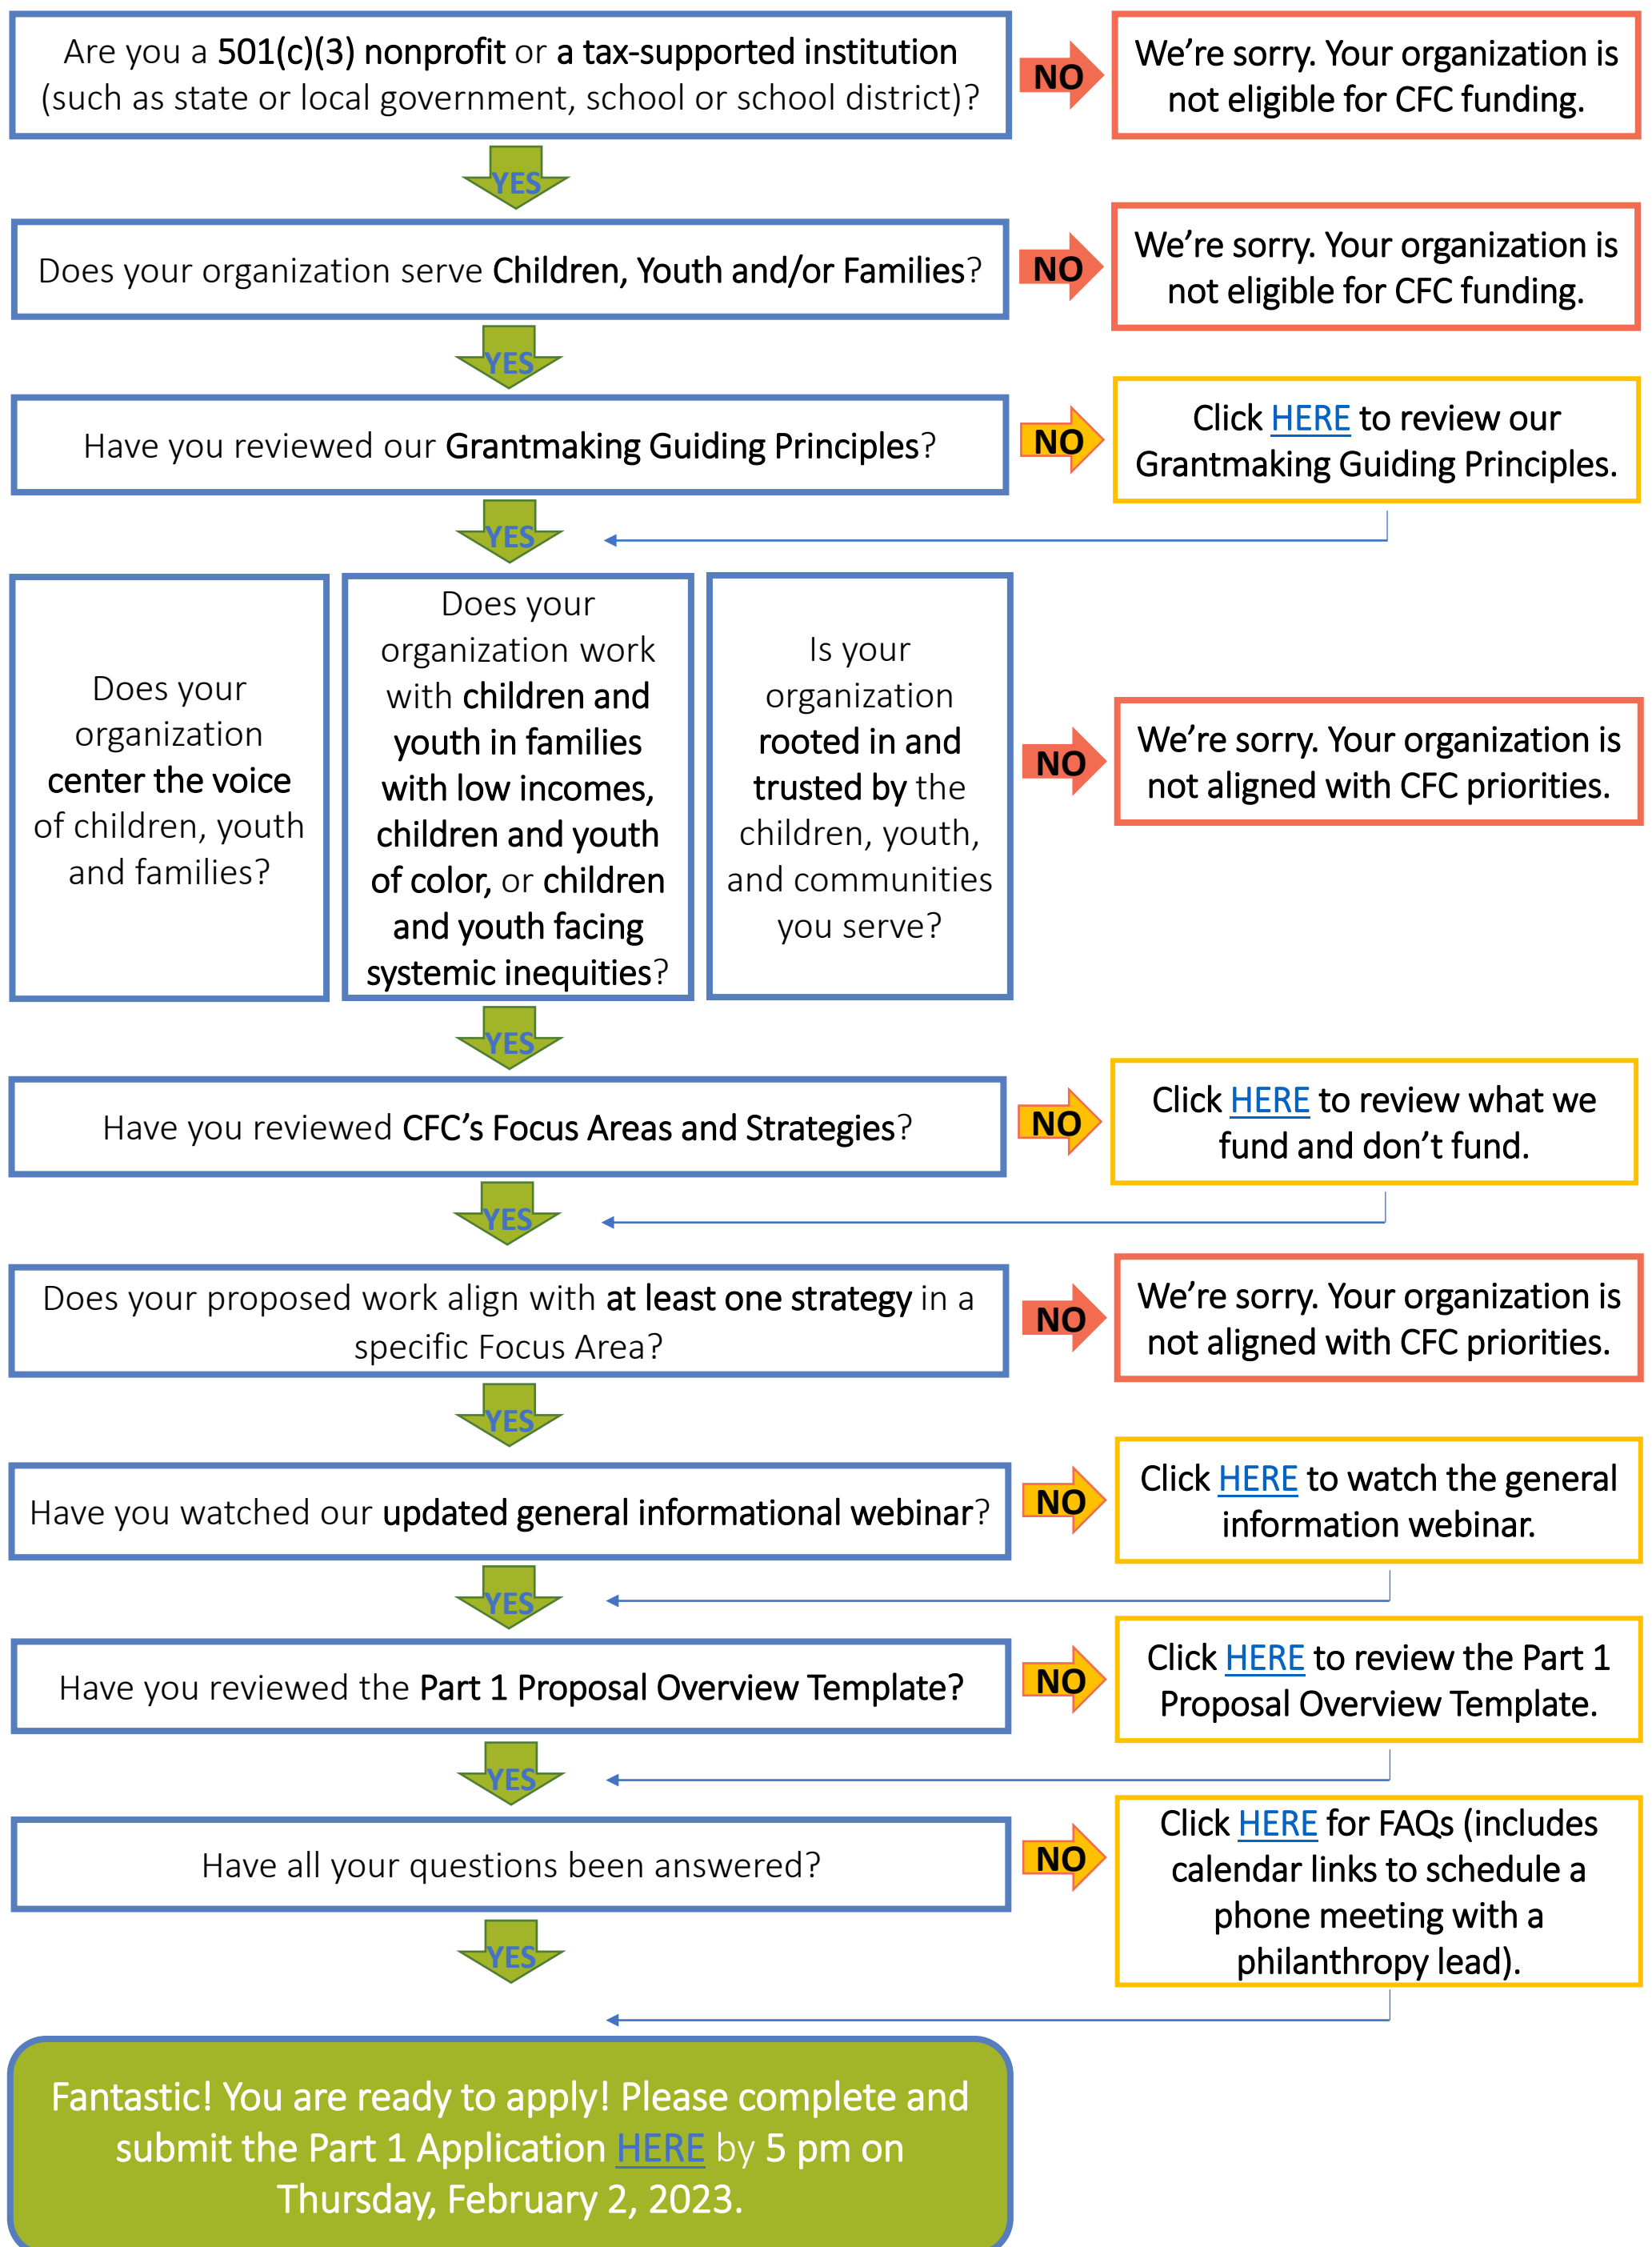 Are you a 501(c)(3) nonprofit or a tax-supported institution
(such as state or local government, school or school district)?
NO
We’re sorry. Your organization is
not eligible for CFC funding.
YES
Does your organization serve Children, Youth and/or Families?
NO
We’re sorry. Your organization is
not eligible for CFC funding.
YES
Have you reviewed our Grantmaking Guiding Principles?
NO
Click HERE to review our
Grantmaking Guiding Principles.
YES
Does your
organization
center the voice
of children, youth
and families?
Does your
organization work
with children and
youth in families
with low incomes,
children and youth
of color, or children
and youth facing
systemic inequities?
Is your
organization
rooted in and
trusted by the
children, youth,
and communities
you serve?
NO
We’re sorry. Your organization is
not aligned with CFC priorities.
YES
Have you reviewed CFC’s Focus Areas and Strategies?
NO
Click HERE to review what we
fund and don’t fund.
YES
Does your proposed work align with at least one strategy in a
specific Focus Area?
NO
We’re sorry. Your organization is
not aligned with CFC priorities.
YES
Have you watched our updated general informational webinar?
NO
Click HERE to watch the general
information webinar.
YES
Have you reviewed the Part 1 Proposal Overview Template?
NO
Click HERE to review the Part 1
Proposal Overview Template.
YES
Have all your questions been answered?
NO
Click HERE for FAQs (includes
calendar links to schedule a
phone meeting with a
philanthropy lead).
YES
Fantastic! You are ready to apply! Please complete and
submit the Part 1 Application HERE by 5 pm on
Thursday, February 2, 2023.